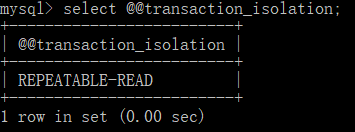 mysql> select @@transaction_isolation;
+-------------------------+
| @@transaction_isolation |
+-------------------------+
| REPEATABLE-READ         |
+-------------------------+
1 row in set (0.00 sec)